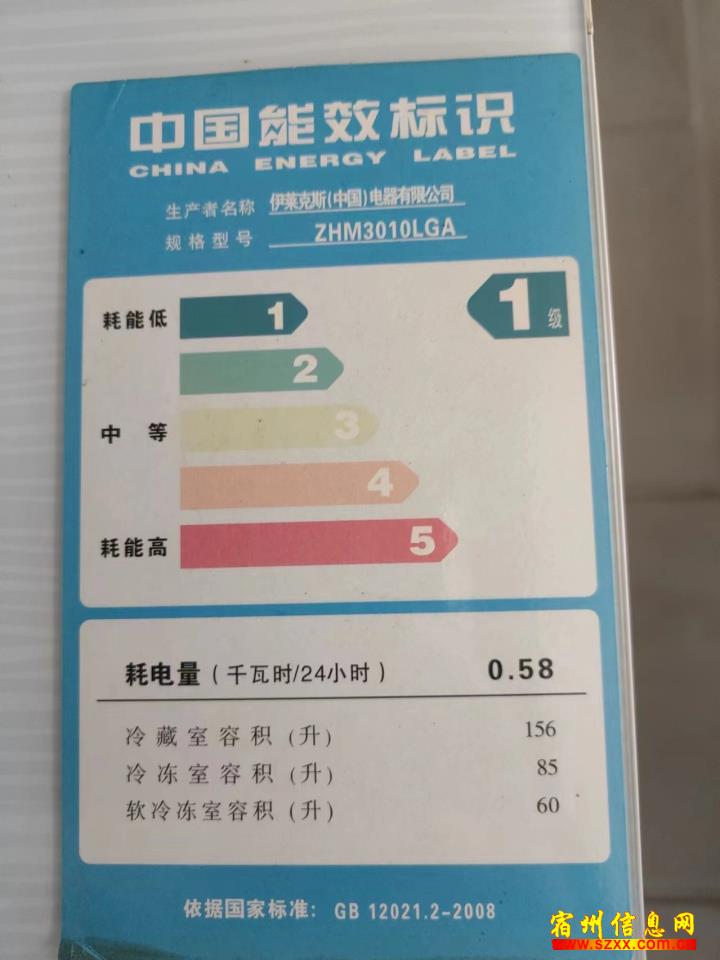 中国能效标识
CHINA ENERGY LABEL
生产者名称 伊莱克斯(中国)电器有限公司
规格型号 ZHM3010LGA
耗能低 1 1级
2
中等 3
4
耗能高 5
耗电量(千瓦时/24小时) 0.58
冷藏室容积(升) 156
冷冻室容积(升) 85
软冷冻室容积(升) 60
依据国家标准: GB 12021.2-2008
宿州信息网
www.szxx.com.cn